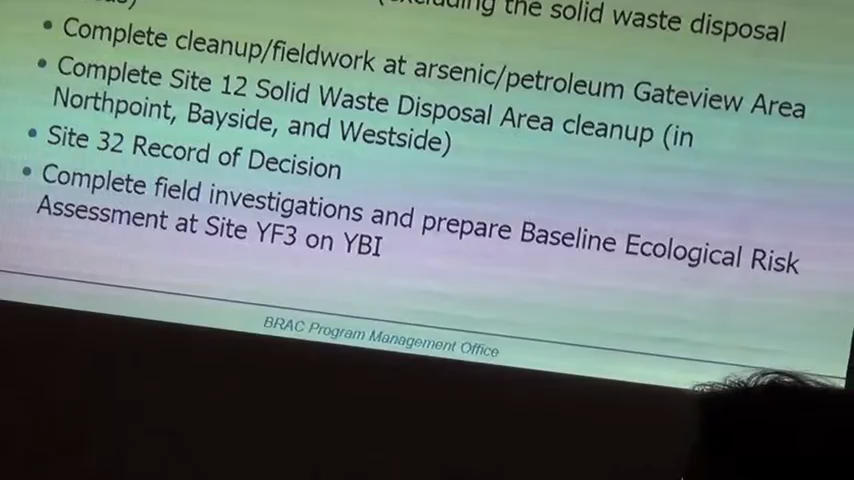 the solid waste disposal
• Complete cleanup/fieldwork at arsenic/petroleum Gateview Area
• Complete Site 12 Solid Waste Disposal Area cleanup (in
Northpoint, Bayside, and Westside)
• Site 32 Record of Decision
• Complete field investigations and prepare Baseline Ecological Risk
Assessment at Site YF3 on YBI
BRAC Program Management Office